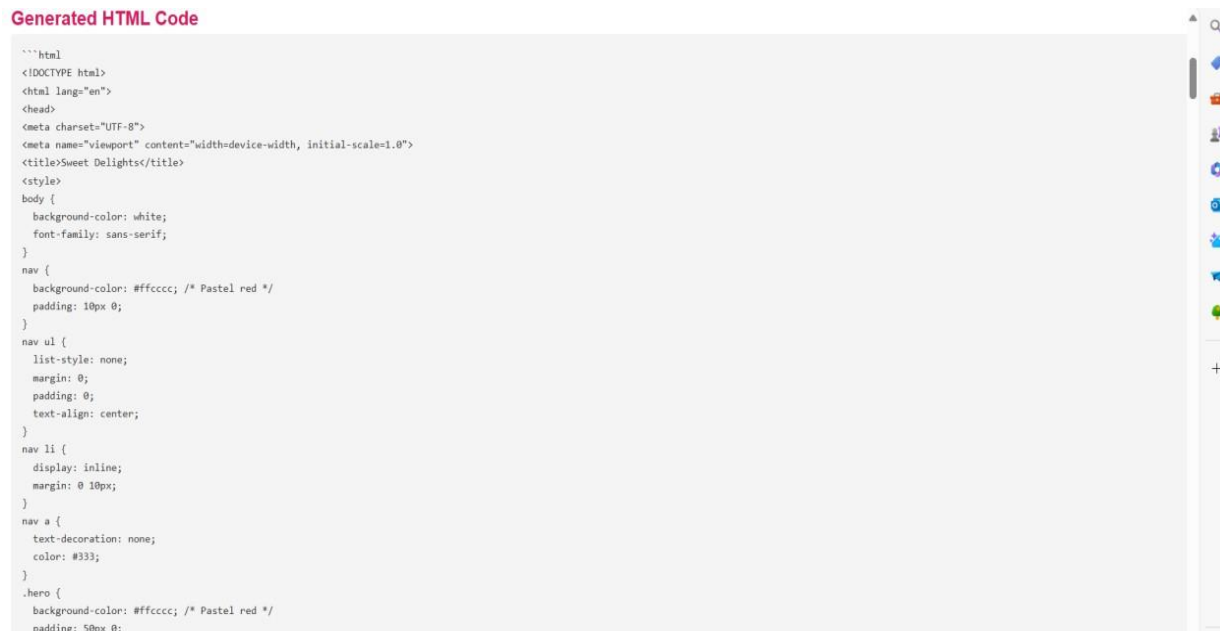 Generated HTML Code
```html
<!DOCTYPE html>
<html lang="en">
<head>
<meta charset="UTF-8">
<meta name="viewport" content="width=device-width, initial-scale=1.0">
<title>Sweet Delights</title>
<style>
body {
  background-color: white;
  font-family: sans-serif;
}
nav {
  background-color: #ffcccc; /* Pastel red */
  padding: 10px 0;
}
nav ul {
  list-style: none;
  margin: 0;
  padding: 0;
  text-align: center;
}
nav li {
  display: inline;
  margin: 0 10px;
}
nav a {
  text-decoration: none;
  color: #333;
}
.hero {
  background-color: #ffcccc; /* Pastel red */
  padding: 50px 0;